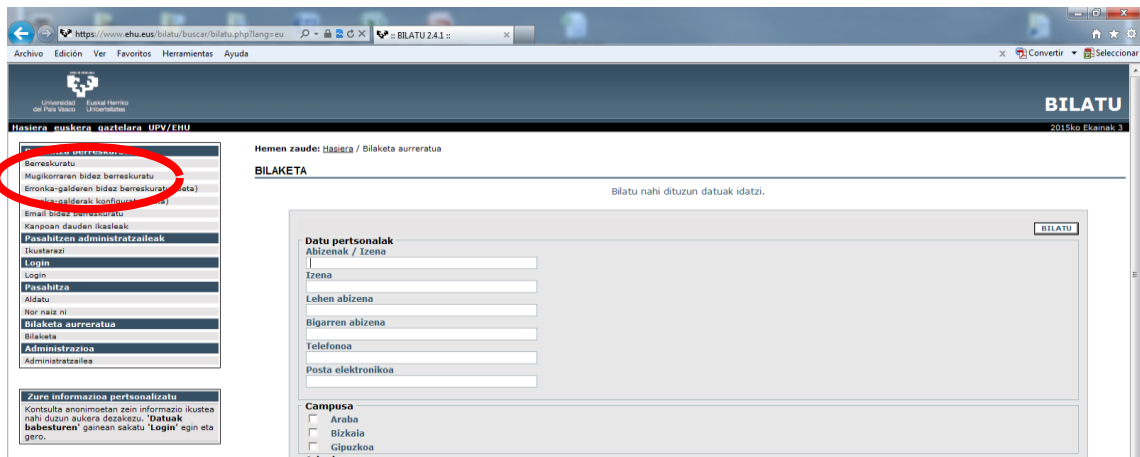 https://www.ehu.eus/bilatu/buscar/bilatu.php?lang=eu
:: BILATU 2.4.1 ::
Archivo Edición Ver Favoritos Herramientas Ayuda
Convertir
Seleccionar
Universidad del País Vasco
Euskal Herriko Unibertsitatea
BILATU
Hasiera euskera gaztelara UPV/EHU
2015ko Ekainak 3
Berreskuratu
Mugikorraren bidez berreskuratu
Erronka-galderen bidez berreskuratu
Email bidez berreskuratu
Kanpoan dauden ikasleak
Pasahitzen administratzaileak
Ikustarazi
Login
Login
Pasahitza
Aldatu
Nor naiz ni
Bilaketa aurreratua
Bilaketa
Administrazioa
Administratzailea
Zure informazioa pertsonalizatu
Kontsulta anonimoetan zein informazio ikustea
nahi duzun aukera dezakezu. 'Datuak
babesturen' gainean sakatu 'Login' egin eta
gero.
Hemen zaude: Hasiera / Bilaketa aurreratua
BILAKETA
Bilatu nahi dituzun datuak idatzi.
BILATU
Datu pertsonalak
Abizenak / Izena
Izena
Lehen abizena
Bigarren abizena
Telefonoa
Posta elektronikoa
Campusa
Araba
Bizkaia
Gipuzkoa